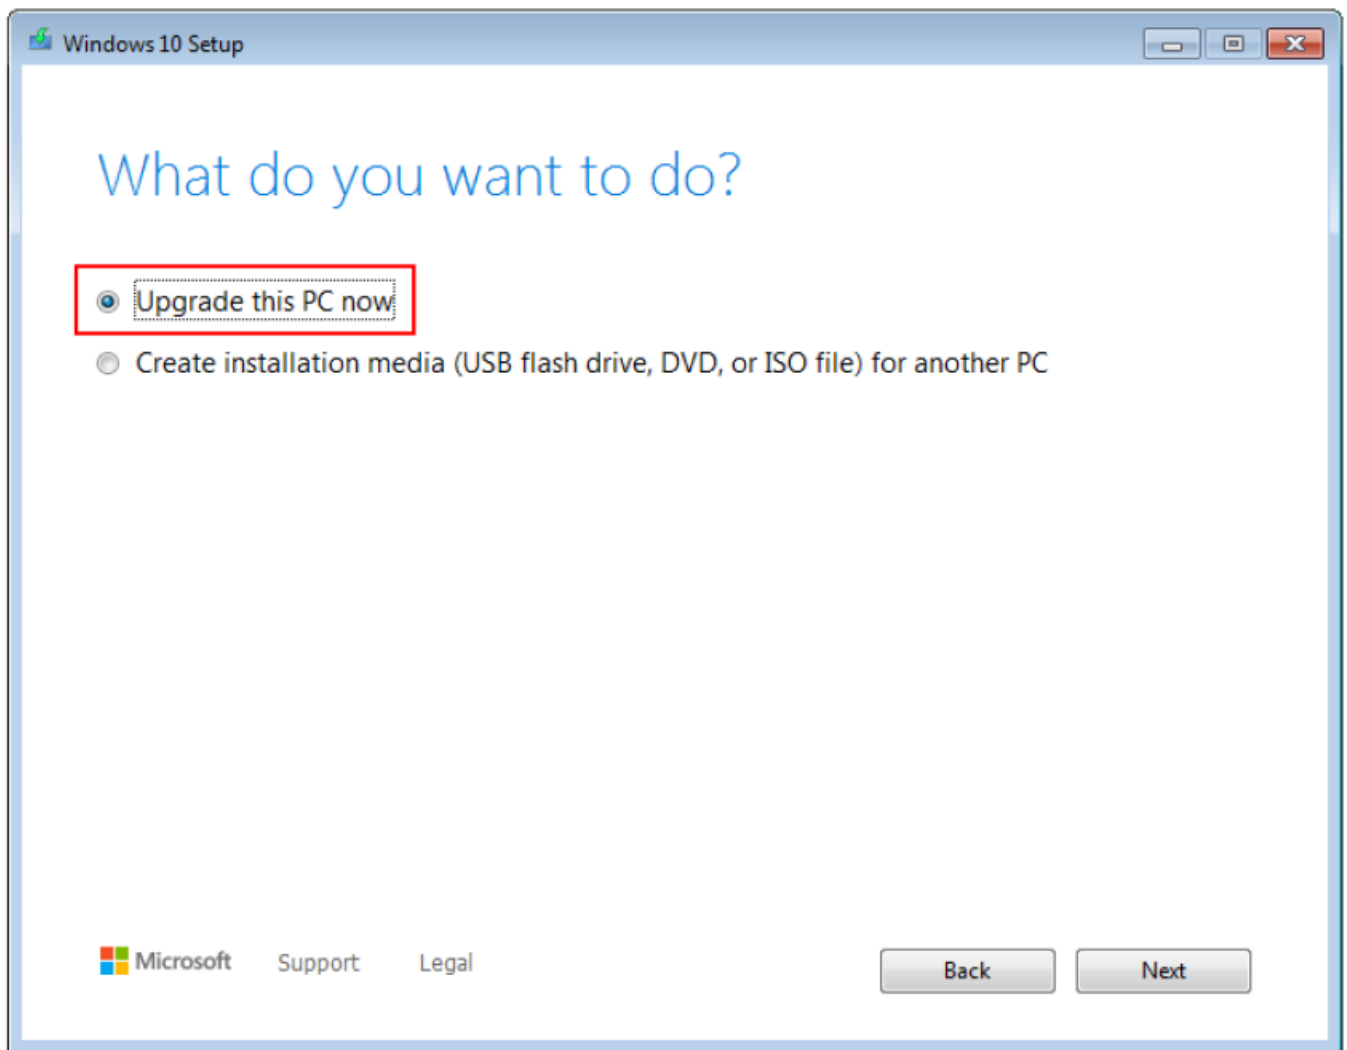 Windows 10 Setup
What do you want to do?
Upgrade this PC now
Create installation media (USB flash drive, DVD, or ISO file) for another PC
Microsoft Support Legal Back Next